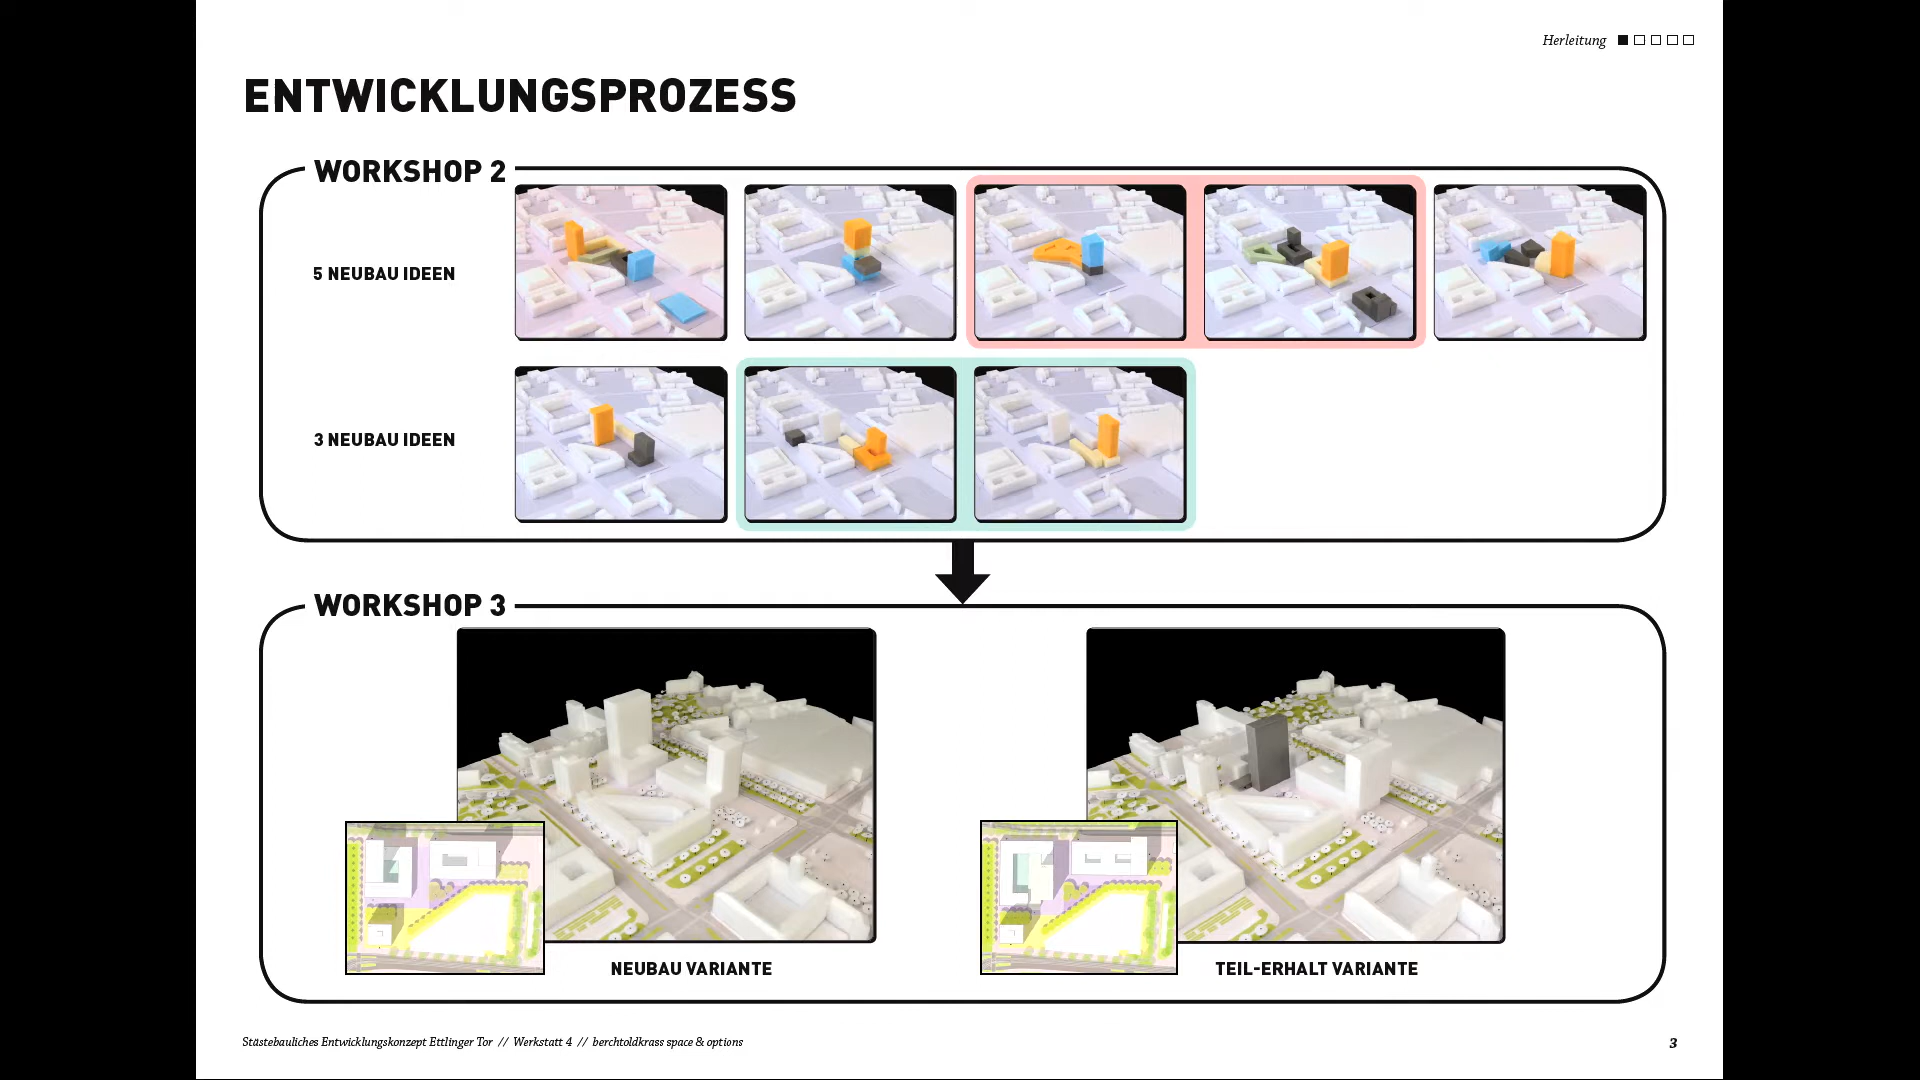 Herleitung
ENTWICKLUNGSPROZESS
WORKSHOP 2
5 NEUBAU IDEEN
3 NEUBAU IDEEN
WORKSHOP 3
NEUBAU VARIANTE
TEIL-ERHALT VARIANTE
Stästebauliches Entwicklungskonzept Ettlinger Tor // Werkstatt 4 // berchtoldkrass space & options
3